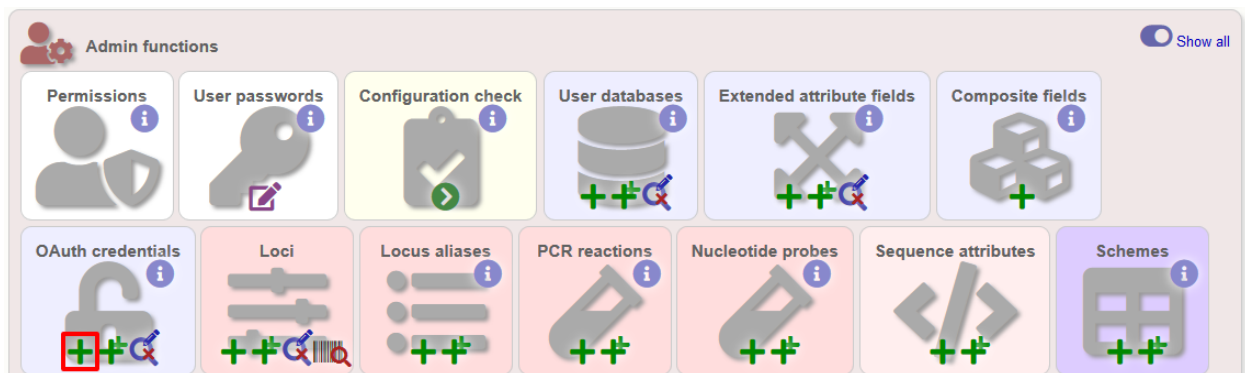 Admin functions
Show all
Permissions
User passwords
Configuration check
User databases
Extended attribute fields
Composite fields
OAuth credentials
Loci
Locus aliases
PCR reactions
Nucleotide probes
Sequence attributes
Schemes